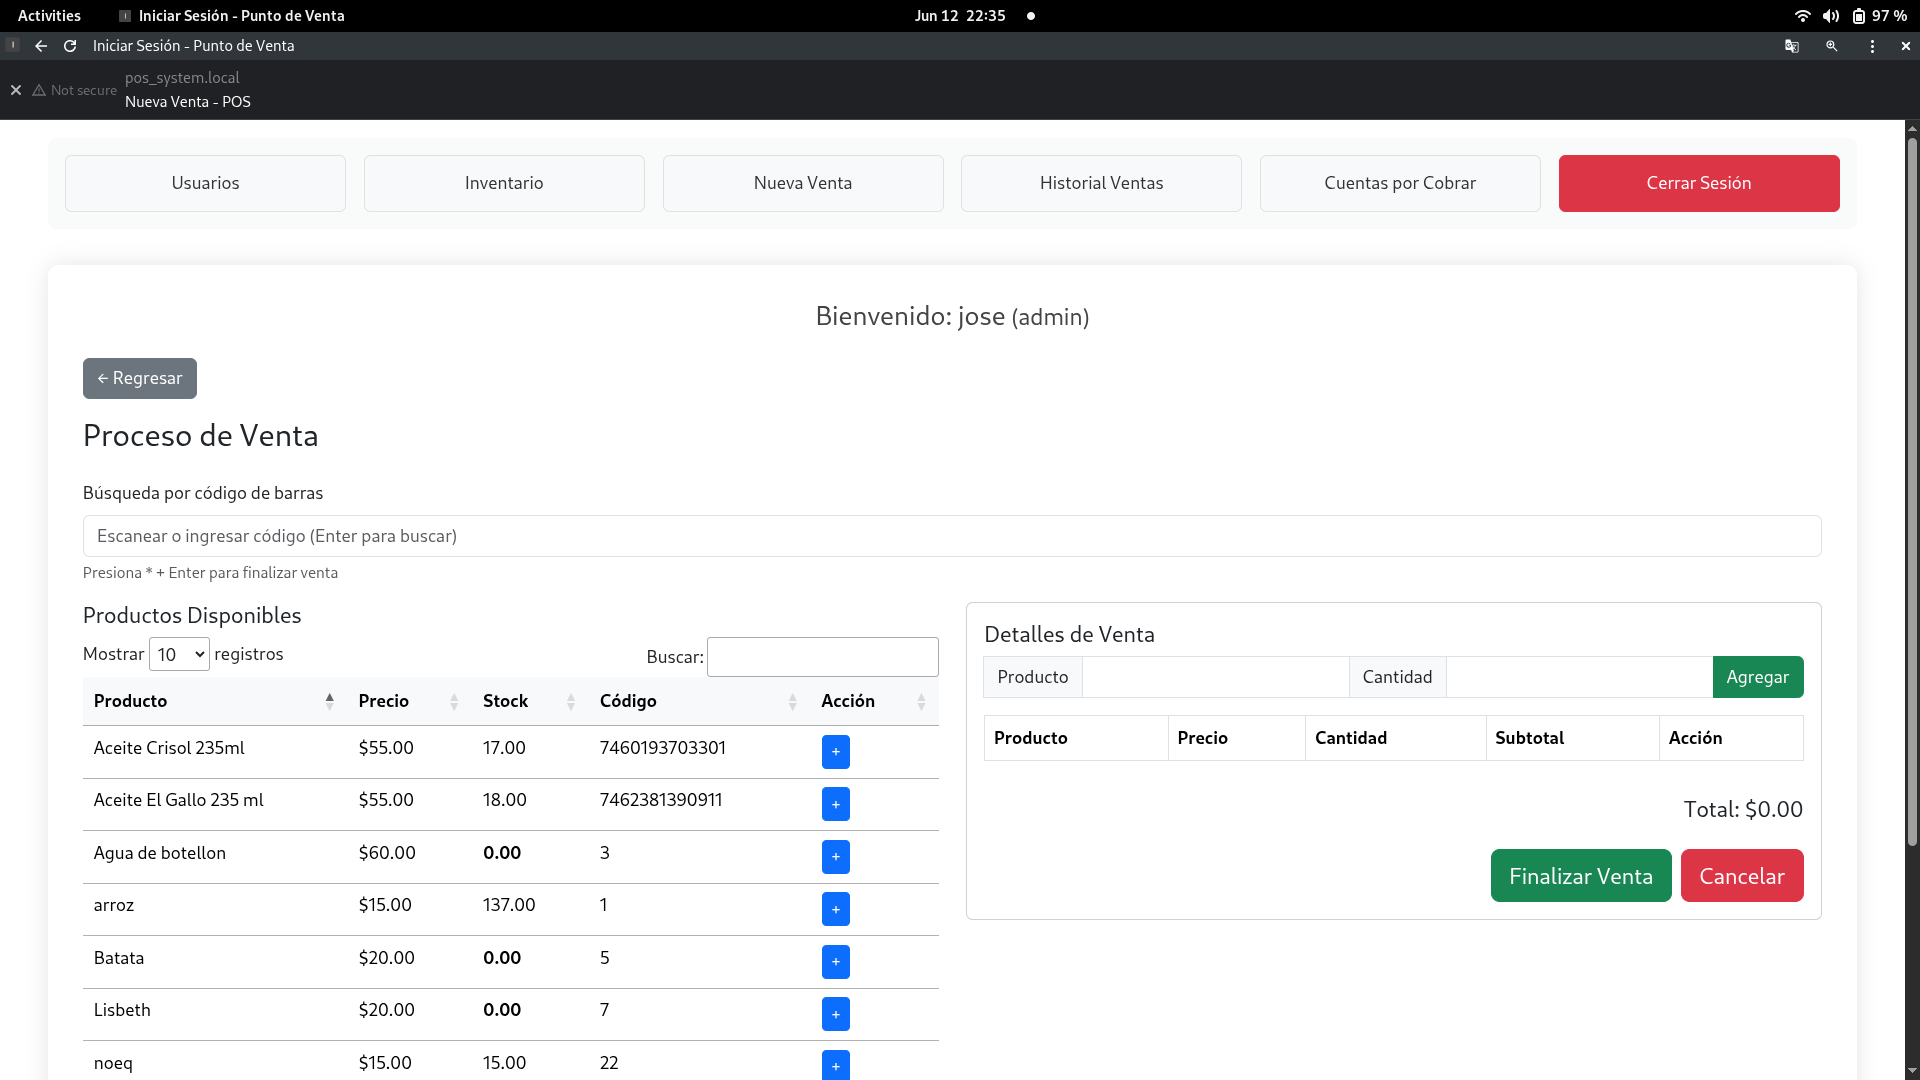 Activities
Iniciar Sesión - Punto de Venta
Jun 12 22:35
97 %
Iniciar Sesión - Punto de Venta
Not secure
pos_system.local
Nueva Venta - POS
Usuarios
Inventario
Nueva Venta
Historial Ventas
Cuentas por Cobrar
Cerrar Sesión
Bienvenido: jose (admin)
← Regresar
Proceso de Venta
Búsqueda por código de barras
Escanear o ingresar código (Enter para buscar)
Presiona * + Enter para finalizar venta
Productos Disponibles
Mostrar 10 registros
Buscar:
Producto Precio Stock Código Acción
Aceite Crisol 235ml $55.00 17.00 7460193703301 +
Aceite El Gallo 235 ml $55.00 18.00 7462381390911 +
Agua de botellon $60.00 0.00 3 +
arroz $15.00 137.00 1 +
Batata $20.00 0.00 5 +
Lisbeth $20.00 0.00 7 +
noeq $15.00 15.00 22 +
Detalles de Venta
Producto Cantidad Agregar
Producto Precio Cantidad Subtotal Acción
Total: $0.00
Finalizar Venta Cancelar